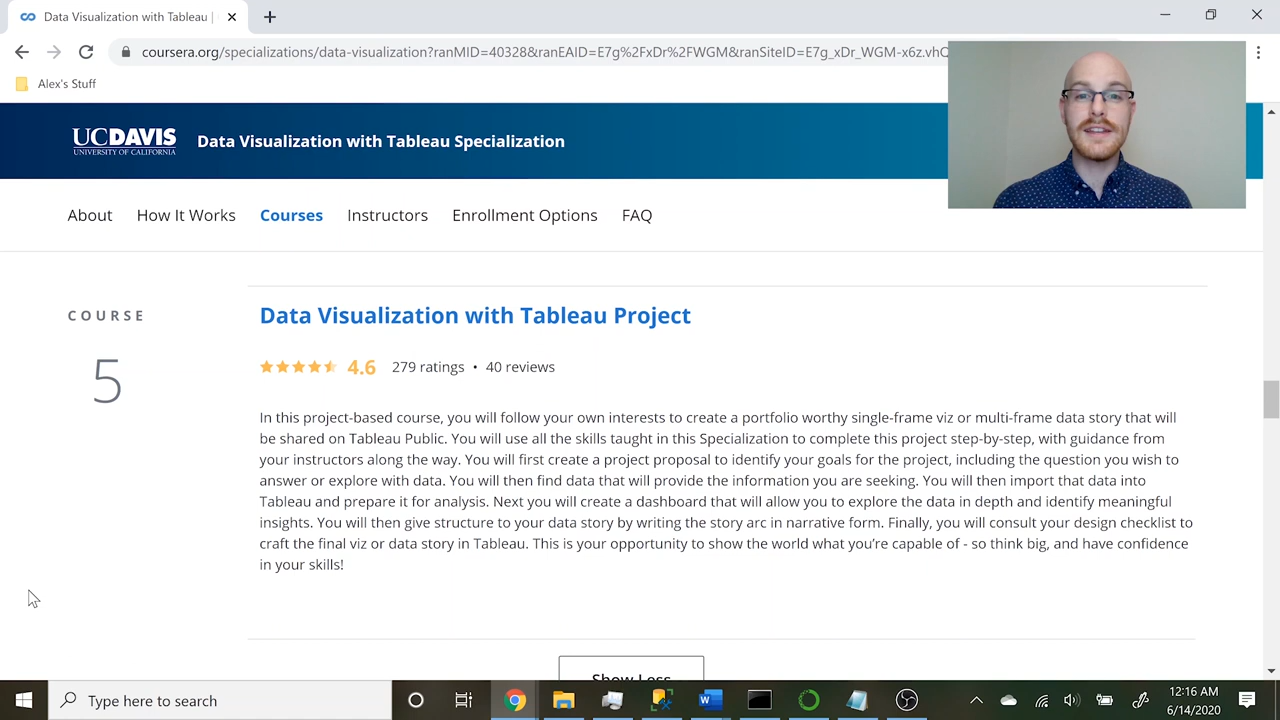 Data Visualization with Tableau |
coursera.org/specializations/data-visualization?ranMID=40328&ranEAID=E7g%2FxDr%2FWGM&ranSiteID=E7g_xDr_WGM-x6z.vhC
Alex's Stuff
UCDAVIS
UNIVERSITY OF CALIFORNIA
Data Visualization with Tableau Specialization
About How It Works Courses Instructors Enrollment Options FAQ
COURSE
5
Data Visualization with Tableau Project
4.6 279 ratings • 40 reviews
In this project-based course, you will follow your own interests to create a portfolio worthy single-frame viz or multi-frame data story that will
be shared on Tableau Public. You will use all the skills taught in this Specialization to complete this project step-by-step, with guidance from
your instructors along the way. You will first create a project proposal to identify your goals for the project, including the question you wish to
answer or explore with data. You will then find data that will provide the information you are seeking. You will then import that data into
Tableau and prepare it for analysis. Next you will create a dashboard that will allow you to explore the data in depth and identify meaningful
insights. You will then give structure to your data story by writing the story arc in narrative form. Finally, you will consult your design checklist to
craft the final viz or data story in Tableau. This is your opportunity to show the world what you’re capable of - so think big, and have confidence
in your skills!
Show Less
Type here to search
12:16 AM
6/14/2020